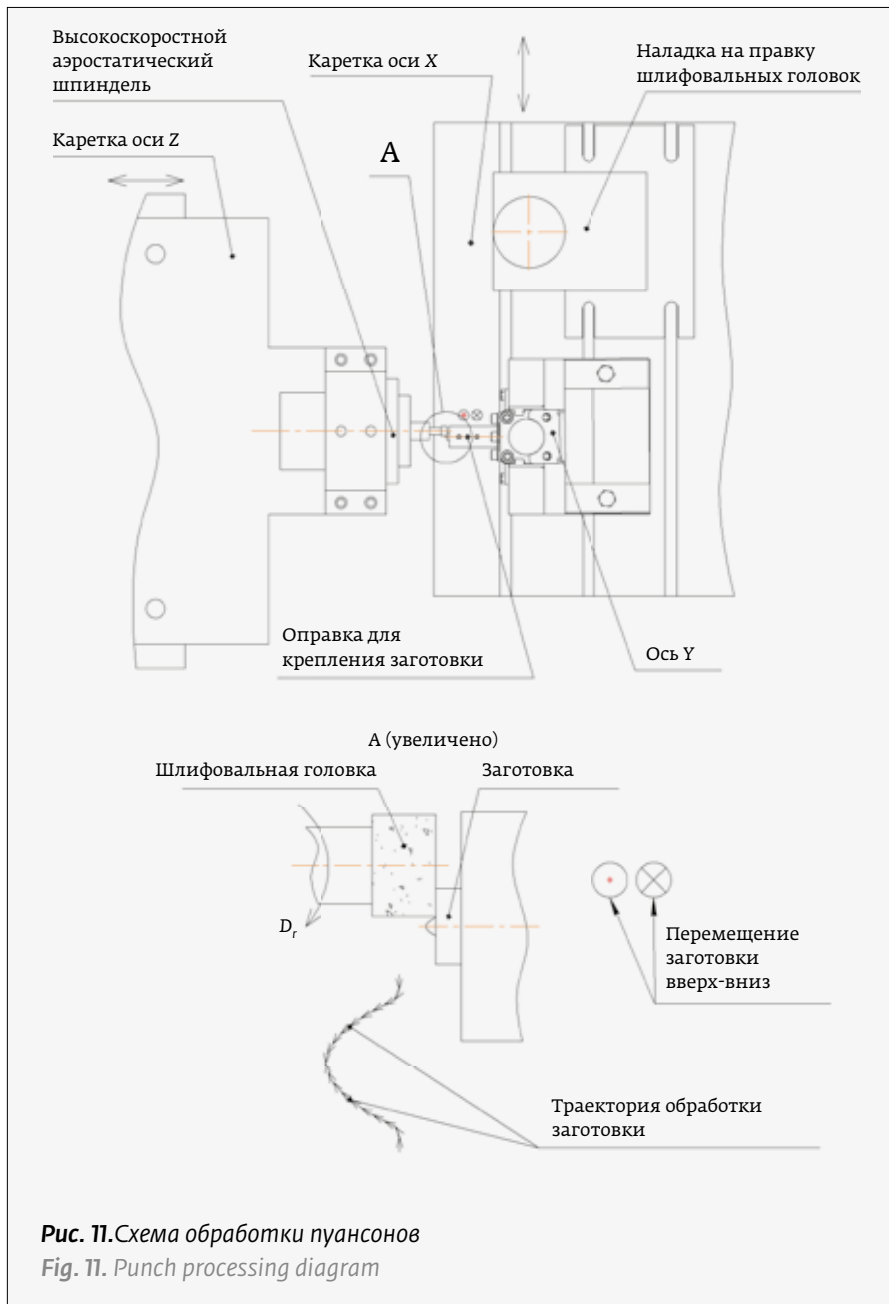 Высокоскоростной
аэростатический
шпиндель
Каретка оси X
Наладка на правку
шлифовальных головок
Каретка оси Z
А
Оправка для
крепления заготовки
Ось Y
А (увеличено)
Шлифовальная головка
Заготовка
Dr
Перемещение
заготовки
вверх-вниз
Траектория обработки
заготовки
Рис. 11.Схема обработки пуансонов
Fig. 11. Punch processing diagram